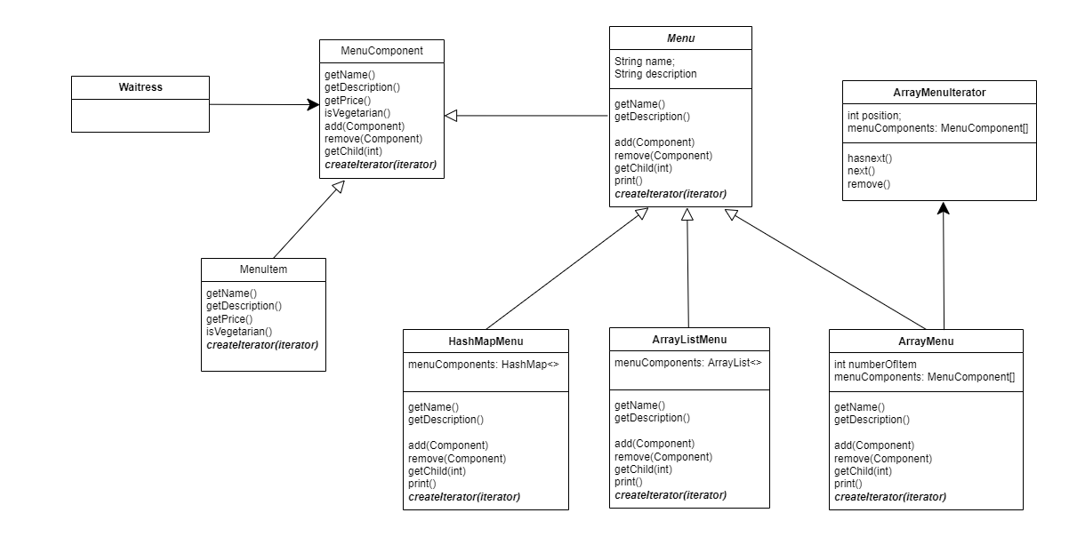 Waitress
MenuComponent
getName()
getDescription()
getPrice()
isVegetarian()
add(Component)
remove(Component)
getChild(int)
createIterator(iterator)
Menu
String name;
String description
getName()
getDescription()
add(Component)
remove(Component)
getChild(int)
print()
createIterator(iterator)
ArrayMenuIterator
int position;
menuComponents: MenuComponent[]
hasnext()
next()
remove()
MenuItem
getName()
getDescription()
getPrice()
isVegetarian()
createIterator(iterator)
HashMapMenu
menuComponents: HashMap<>
getName()
getDescription()
add(Component)
remove(Component)
getChild(int)
print()
createIterator(iterator)
ArrayListMenu
menuComponents: ArrayList<>
getName()
getDescription()
add(Component)
remove(Component)
getChild(int)
print()
createIterator(iterator)
ArrayMenu
int numberOfItem
menuComponents: MenuComponent[]
getName()
getDescription()
add(Component)
remove(Component)
getChild(int)
print()
createIterator(iterator)